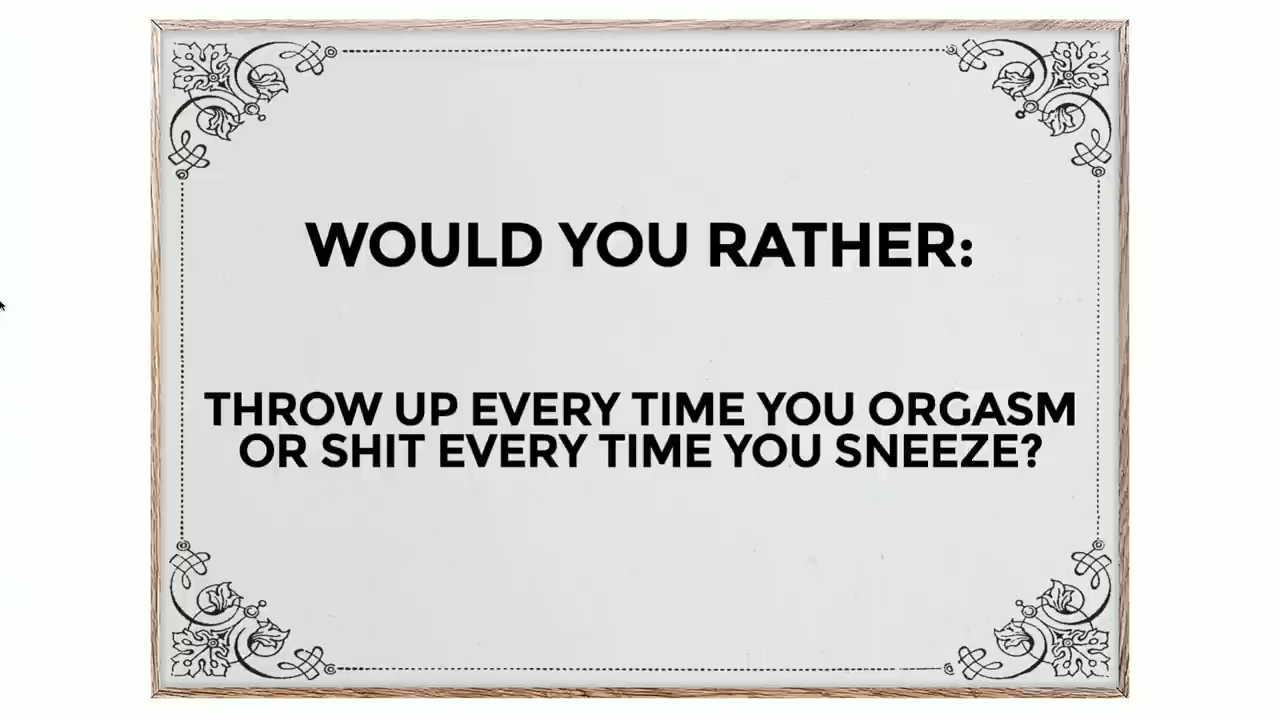 WOULD YOU RATHER:
THROW UP EVERY TIME YOU ORGASM
OR SHIT EVERY TIME YOU SNEEZE?